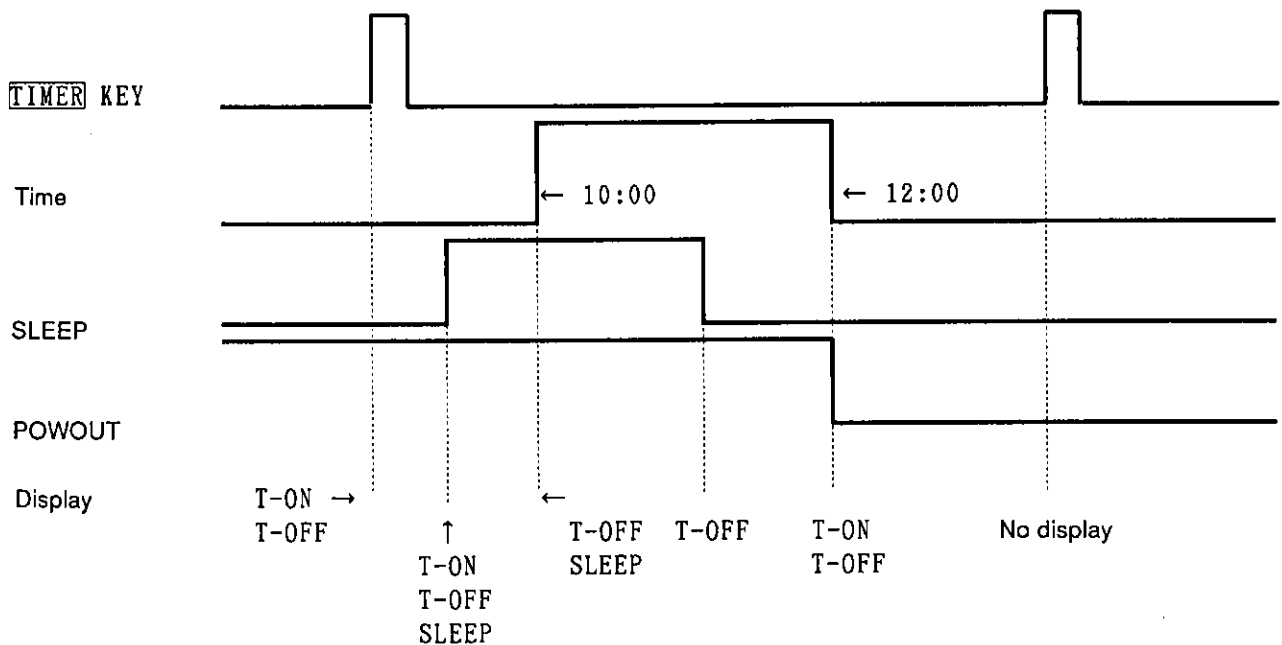 TIMER KEY
Time
← 10:00
← 12:00
SLEEP
POWOUT
Display
T-ON →
T-OFF
↑
T-ON
T-OFF
SLEEP
←
T-OFF
SLEEP
T-OFF
T-ON
T-OFF
No display